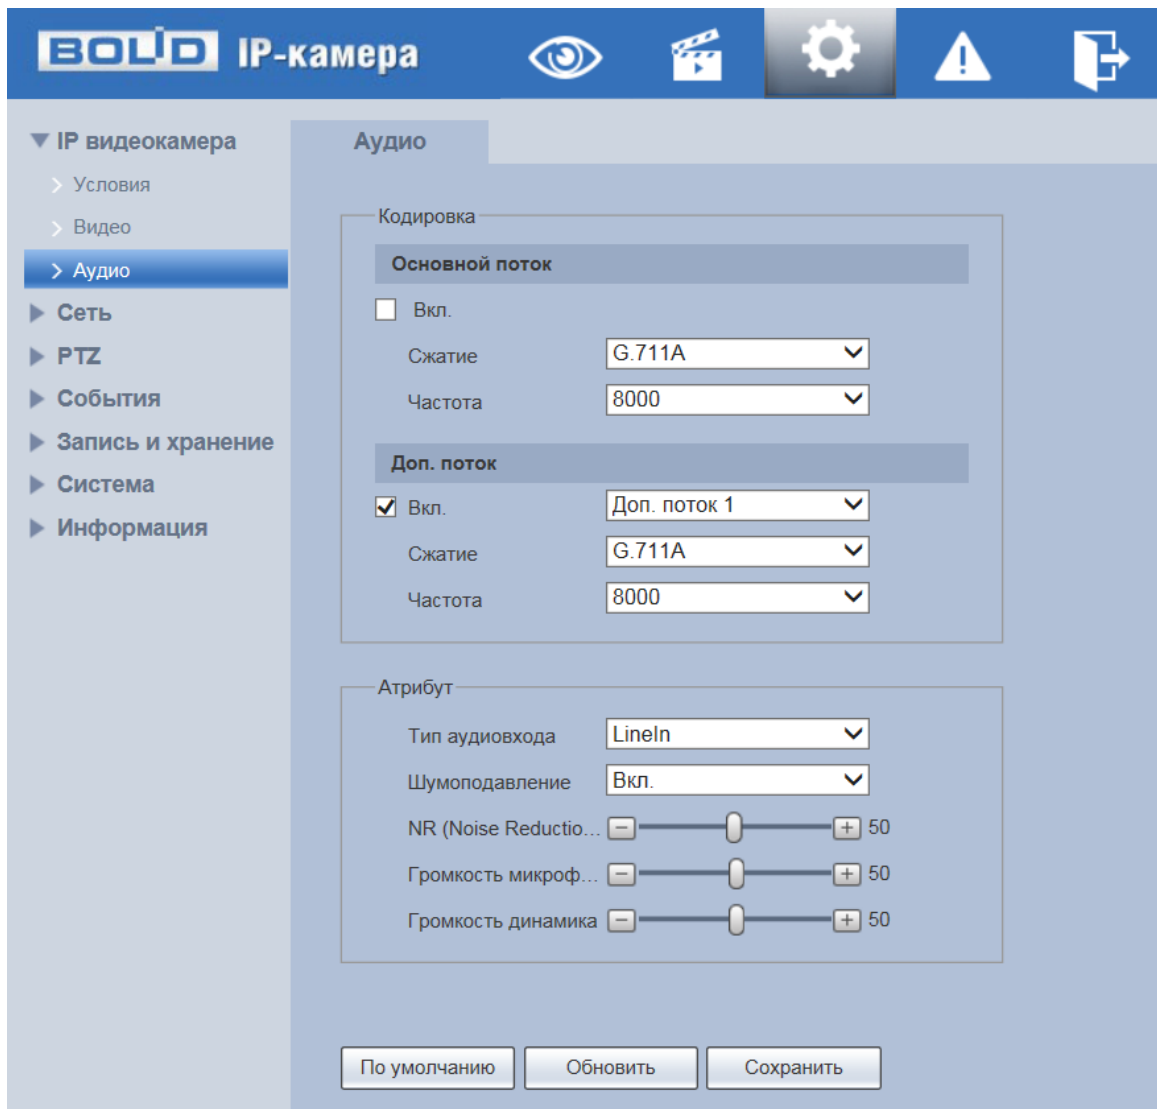 BOLID IP-камера
IP видеокамера
Условия
Видео
Аудио
Сеть
PTZ
События
Запись и хранение
Система
Информация
Аудио
Кодировка
Основной поток
Вкл.
Сжатие G.711A
Частота 8000
Доп. поток
Вкл. Доп. поток 1
Сжатие G.711A
Частота 8000
Атрибут
Тип аудиовхода LineIn
Шумоподавление Вкл.
NR (Noise Reductio... 50
Громкость микроф... 50
Громкость динамика 50
По умолчанию Обновить Сохранить